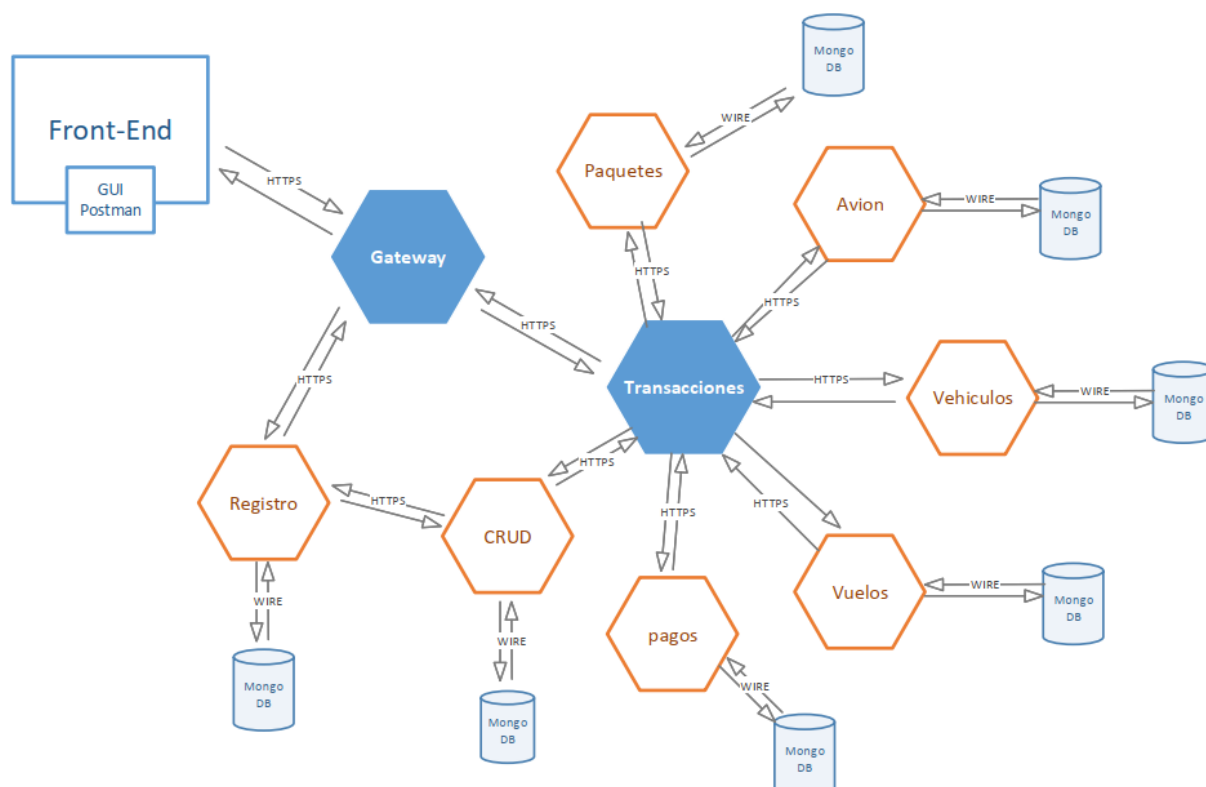 Mongo
DB
Front-End
GUI
Postman
HTTPS
WIRE
Paquetes
Avion
WIRE
Mongo
DB
Gateway
HTTPS
HTTPS
HTTPS
Transacciones
HTTPS
Vehiculos
WIRE
Mongo
DB
HTTPS
HTTPS
HTTPS
Registro
HTTPS
CRUD
HTTPS
HTTPS
Vuelos
WIRE
Mongo
DB
WIRE
Mongo
DB
WIRE
Mongo
DB
pagos
WIRE
Mongo
DB